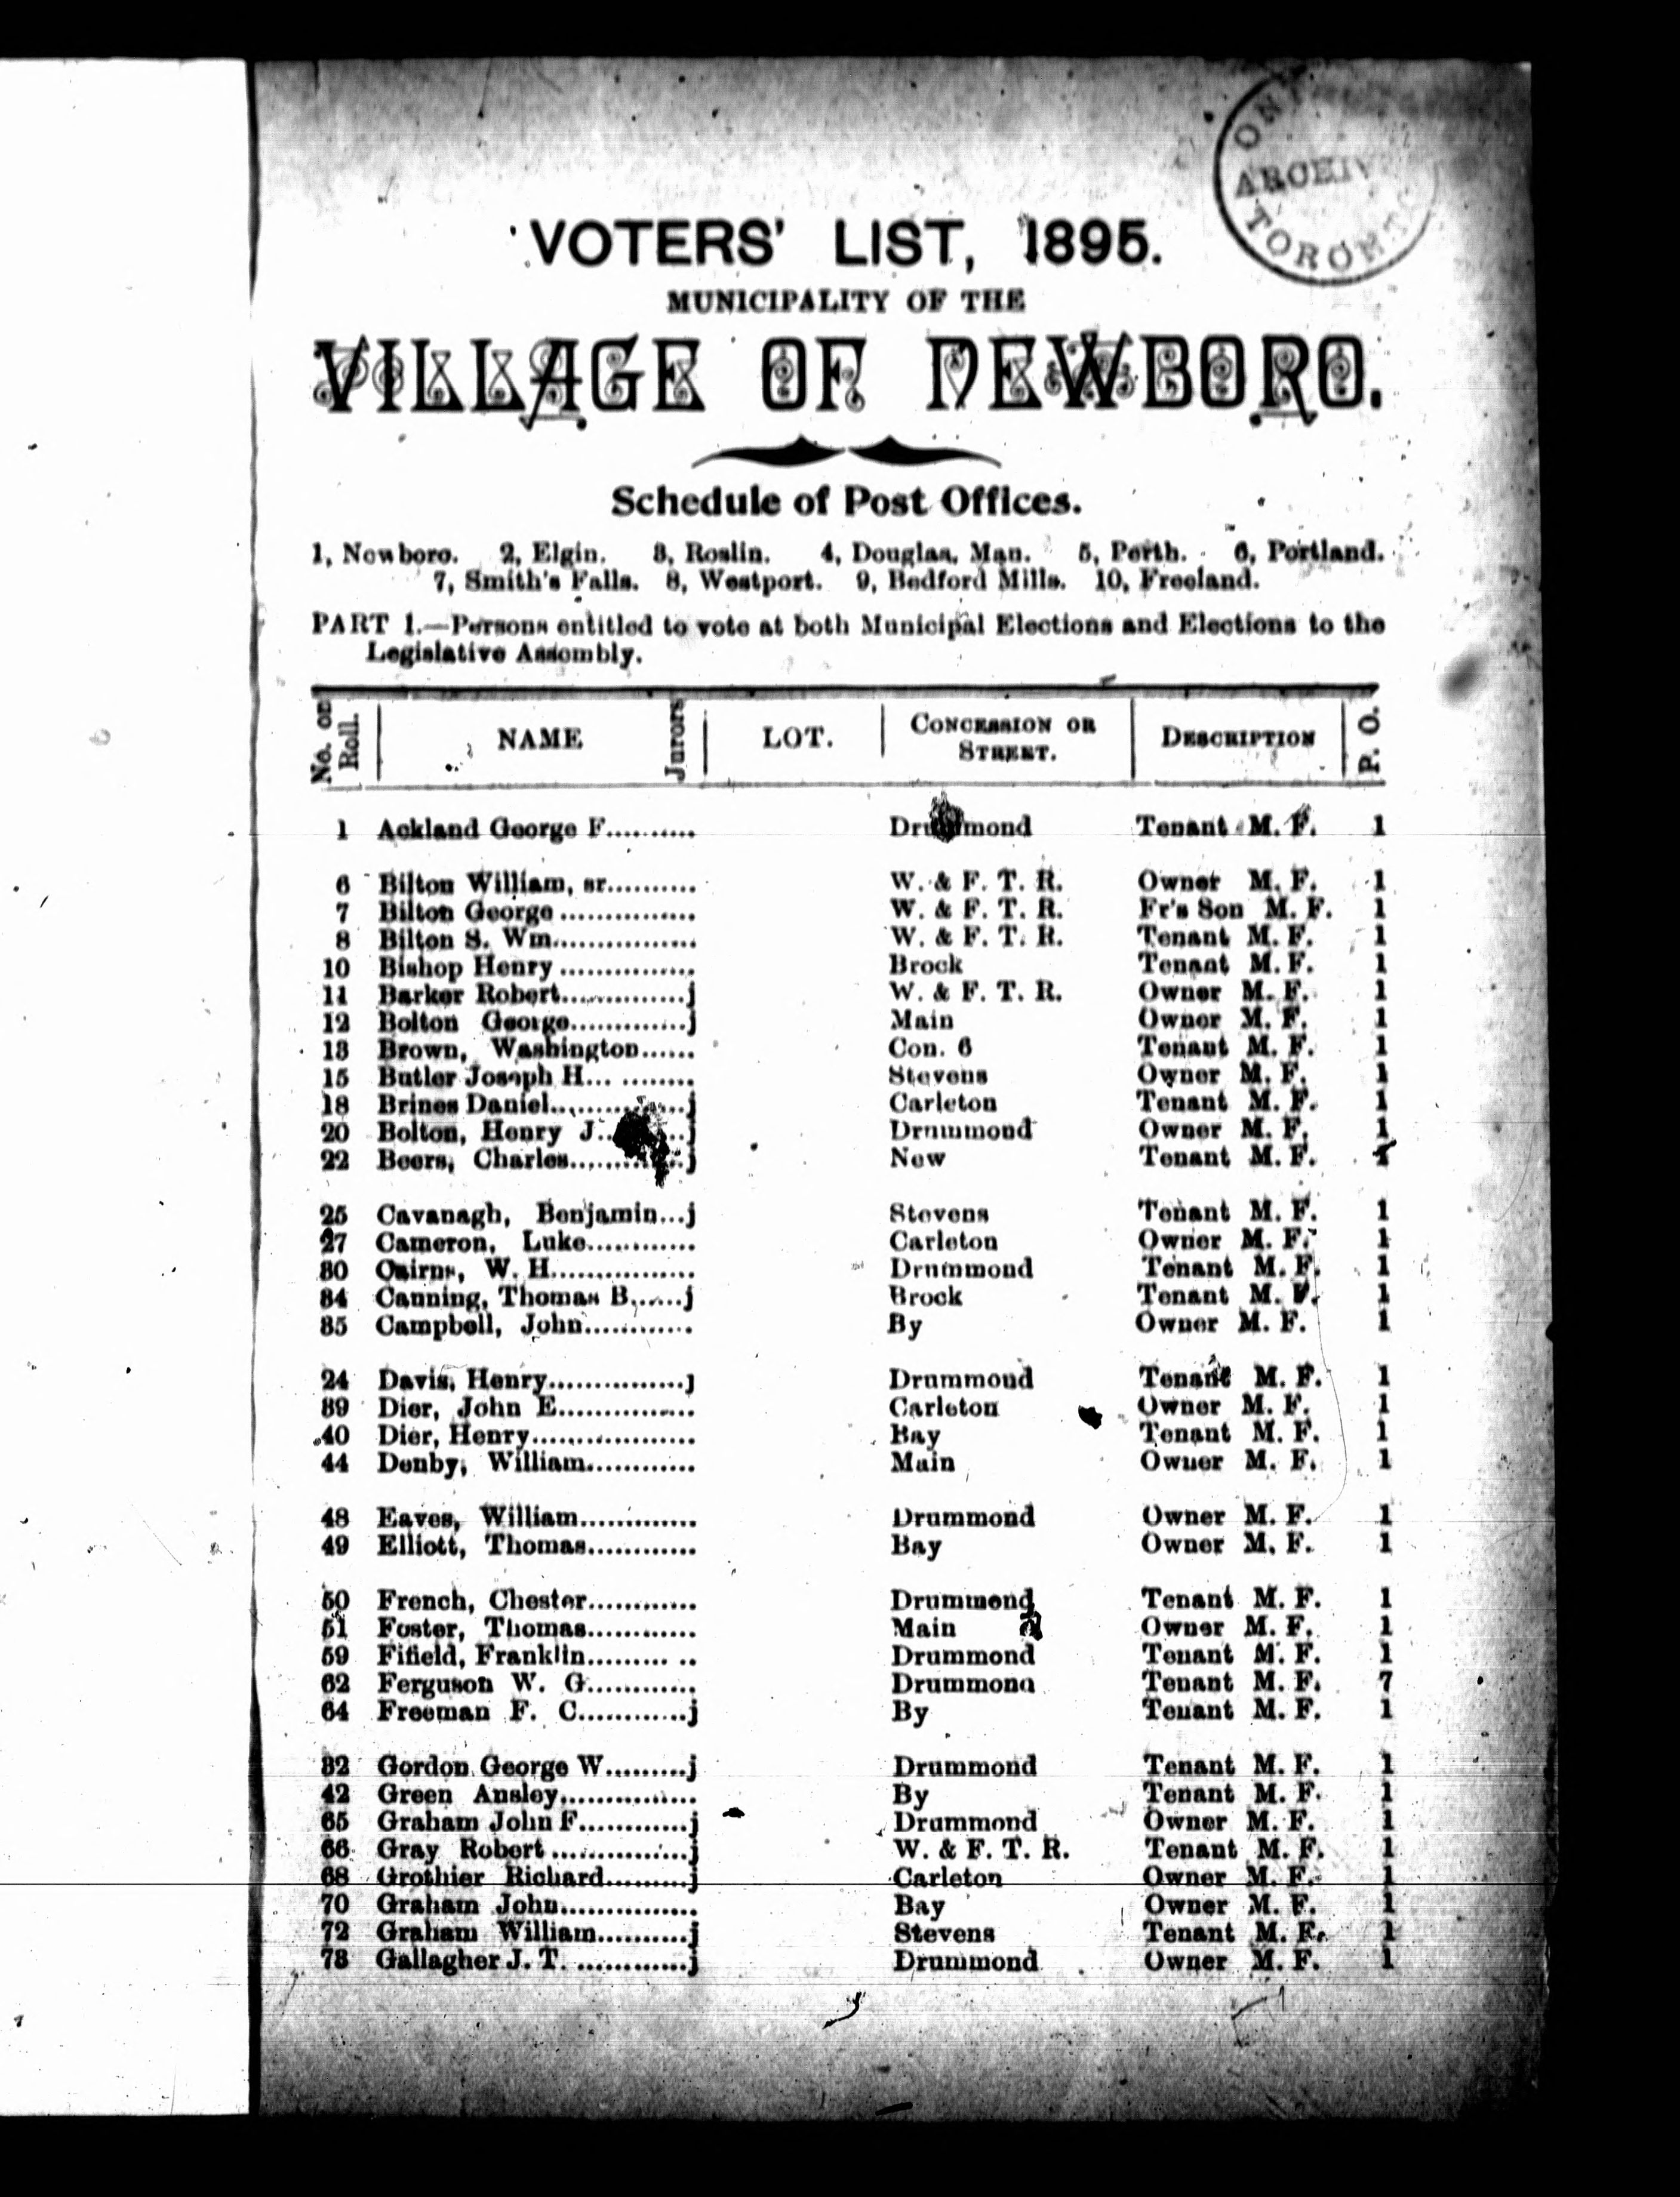 ON
ARCHIV
TORONTO
VOTERS' LIST, 1895.
MUNICIPALITY OF THE
VILLAGE OF NEWBORO.
Schedule of Post Offices.
1, Newboro. 2, Elgin. 3, Roslin. 4, Douglas, Man. 5, Perth. 6, Portland.
7, Smith's Falls. 8, Westport. 9, Bedford Mills. 10, Freeland.
PART 1.—Persons entitled to vote at both Municipal Elections and Elections to the
Legislative Assembly.
No. on Roll. NAME Jurors LOT. CONCESSION OR STREET. DESCRIPTION P. O.
1 Ackland George F.......... Drummond Tenant M. F. 1
6 Bilton William, sr.......... W. & F. T. R. Owner M. F. 1
7 Bilton George ............... W. & F. T. R. Fr's Son M. F. 1
8 Bilton S. Wm................ W. & F. T. R. Tenant M. F. 1
10 Bishop Henry ............... Brock Tenant M. F. 1
11 Barker Robert..............j W. & F. T. R. Owner M. F. 1
12 Bolton George.............j Main Owner M. F. 1
13 Brown, Washington...... Con. 6 Tenant M. F. 1
15 Butler Joseph H... ........ Stevens Owner M. F. 1
18 Brines Daniel..............j Carleton Tenant M. F. 1
20 Bolton, Henry J.........j Drummond Owner M. F. 1
22 Beers, Charles............j New Tenant M. F. 1
25 Cavanagh, Benjamin...j Stevens Tenant M. F. 1
27 Cameron, Luke............ Carleton Owner M. F. 1
30 Cairns, W. H................ Drummond Tenant M. F. 1
34 Canning, Thomas B......j Brock Tenant M. F. 1
35 Campbell, John............ By Owner M. F. 1
24 Davis, Henry...............j Drummond Tenant M. F. 1
39 Dier, John E............... Carleton Owner M. F. 1
40 Dier, Henry.................. Bay Tenant M. F. 1
44 Denby, William............ Main Owner M. F. 1
48 Eaves, William............. Drummond Owner M. F. 1
49 Elliott, Thomas............ Bay Owner M. F. 1
50 French, Chester............ Drummond Tenant M. F. 1
51 Foster, Thomas............ Main Owner M. F. 1
59 Fifield, Franklin......... .. Drummond Tenant M. F. 1
62 Ferguson W. G............ Drummond Tenant M. F. 7
64 Freeman F. C............j By Tenant M. F. 1
32 Gordon George W.........j Drummond Tenant M. F. 1
42 Green Ansley............... By Tenant M. F. 1
65 Graham John F............j Drummond Owner M. F. 1
66 Gray Robert ...............j W. & F. T. R. Tenant M. F. 1
68 Grothier Richard.........j Carleton Owner M. F. 1
70 Graham John............... Bay Owner M. F. 1
72 Graham William..........j Stevens Tenant M. F. 1
73 Gallagher J. T. ............j Drummond Owner M. F. 1